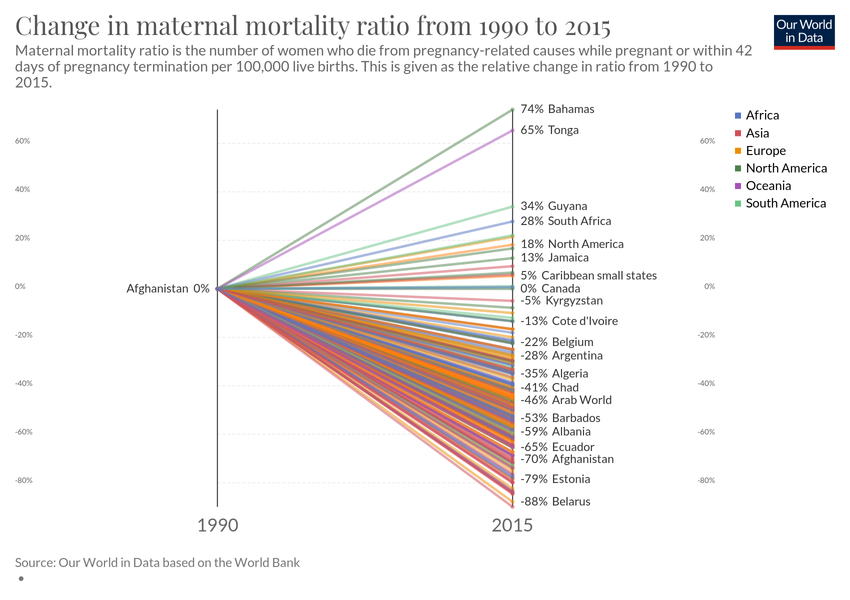 Change in maternal mortality ratio from 1990 to 2015
Our World
in Data
Maternal mortality ratio is the number of women who die from pregnancy-related causes while pregnant or within 42
days of pregnancy termination per 100,000 live births. This is given as the relative change in ratio from 1990 to
2015.
74% Bahamas
65% Tonga
34% Guyana
28% South Africa
18% North America
13% Jamaica
5% Caribbean small states
0% Canada
-5% Kyrgyzstan
-13% Cote d'Ivoire
-22% Belgium
-28% Argentina
-35% Algeria
-41% Chad
-46% Arab World
-53% Barbados
-59% Albania
-65% Ecuador
-70% Afghanistan
-79% Estonia
-88% Belarus
Afghanistan 0%
60%
40%
20%
0%
-20%
-40%
-60%
-80%
60%
40%
20%
0%
-20%
-40%
-60%
-80%
Africa
Asia
Europe
North America
Oceania
South America
1990
2015
Source: Our World in Data based on the World Bank